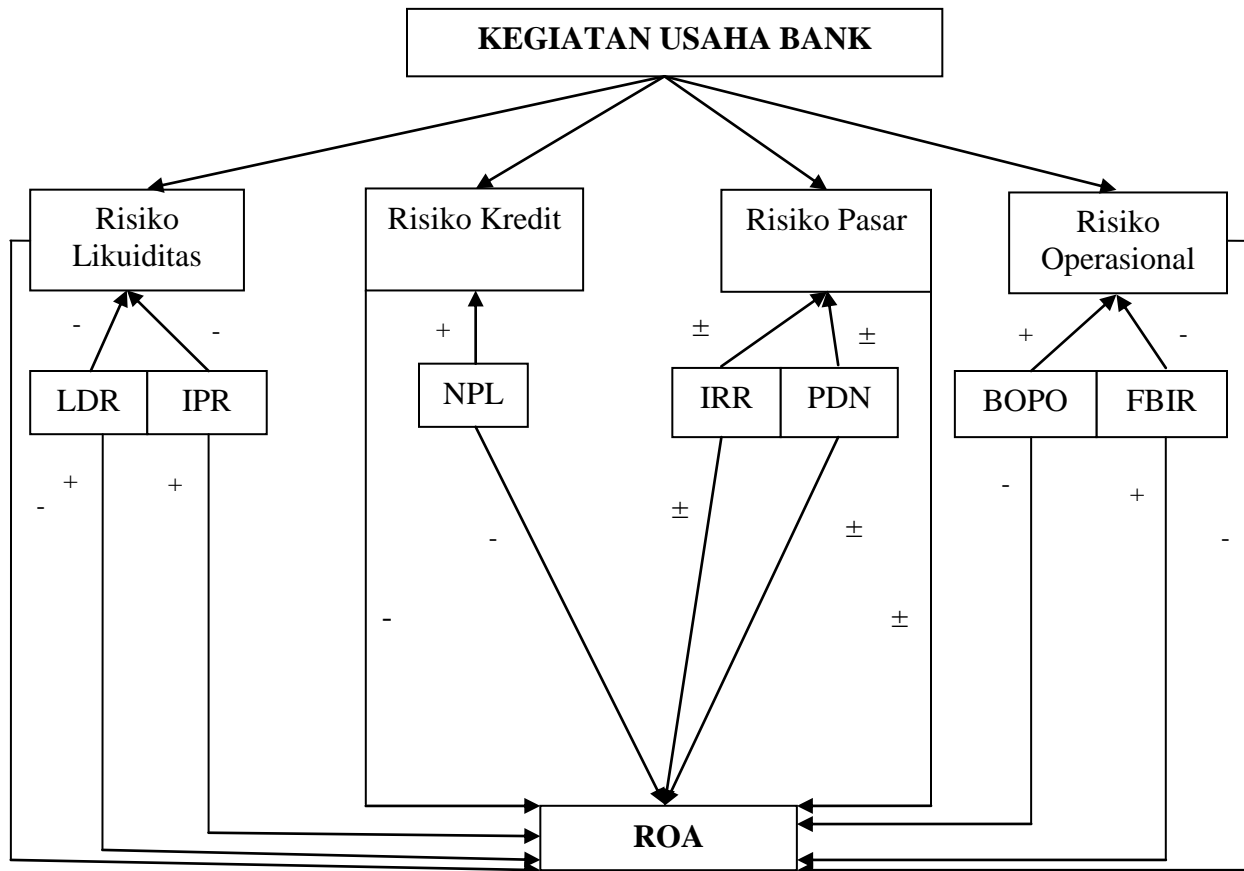 KEGIATAN USAHA BANK
Risiko
Likuiditas
Risiko Kredit
Risiko Pasar
Risiko
Operasional
- - + ± ± + -
LDR IPR NPL IRR PDN BOPO FBIR
+ + - -
- ± ± +
- -
- ±
ROA